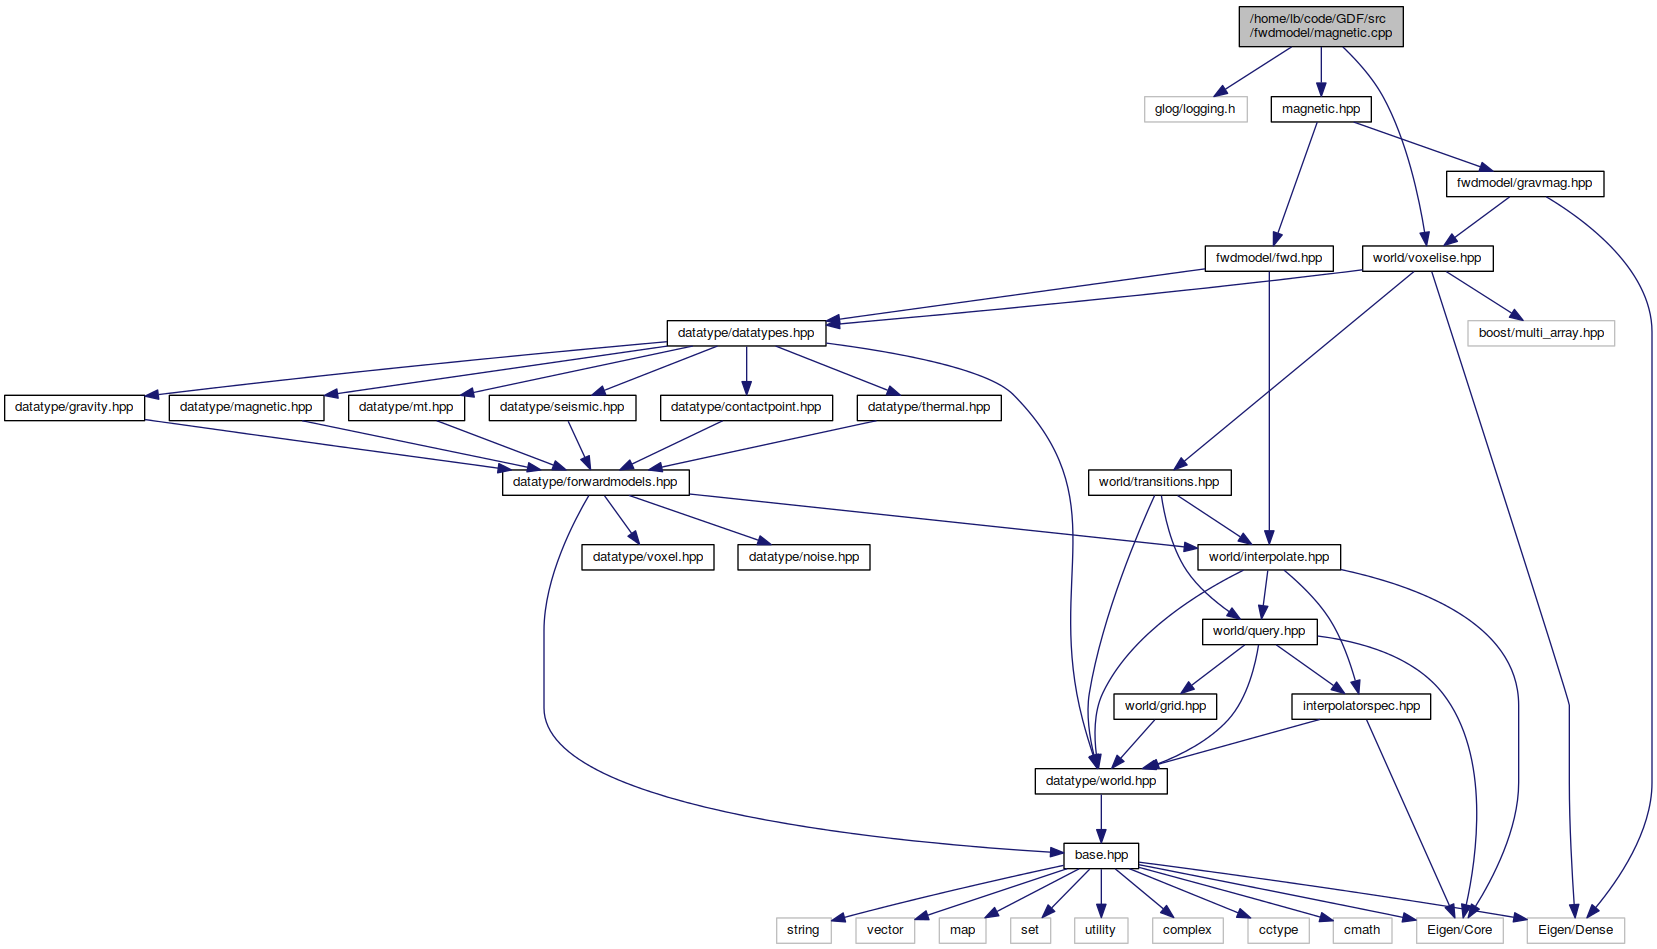 /home/lb/code/GDF/src
/fwdmodel/magnetic.cpp
glog/logging.h
magnetic.hpp
fwdmodel/gravmag.hpp
fwdmodel/fwd.hpp
world/voxelise.hpp
datatype/datatypes.hpp
boost/multi_array.hpp
datatype/gravity.hpp
datatype/magnetic.hpp
datatype/mt.hpp
datatype/seismic.hpp
datatype/contactpoint.hpp
datatype/thermal.hpp
datatype/forwardmodels.hpp
world/transitions.hpp
datatype/voxel.hpp
datatype/noise.hpp
world/interpolate.hpp
world/query.hpp
world/grid.hpp
interpolatorspec.hpp
datatype/world.hpp
base.hpp
string
vector
map
set
utility
complex
cctype
cmath
Eigen/Core
Eigen/Dense